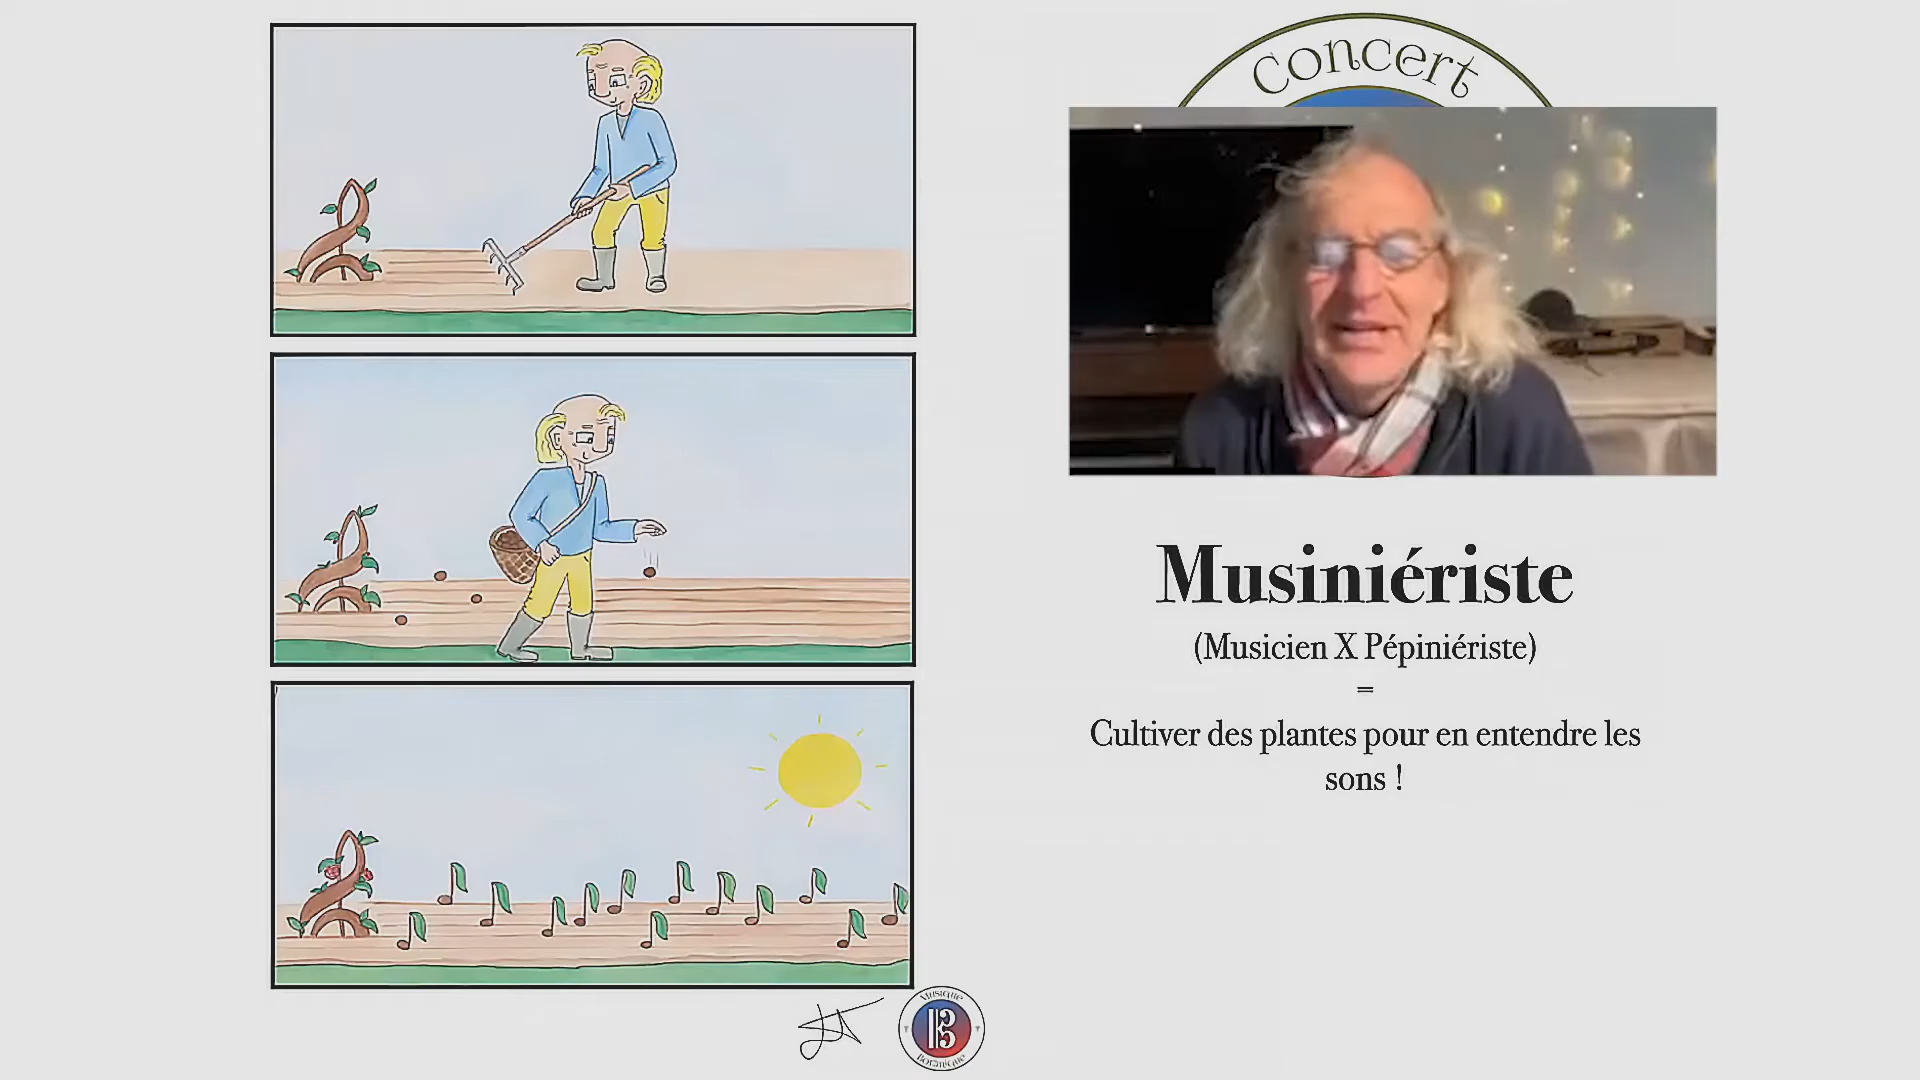 Concert
Musiniériste
(Musicien X Pépiniériste)
=
Cultiver des plantes pour en entendre les
sons !
Musique
Botanique